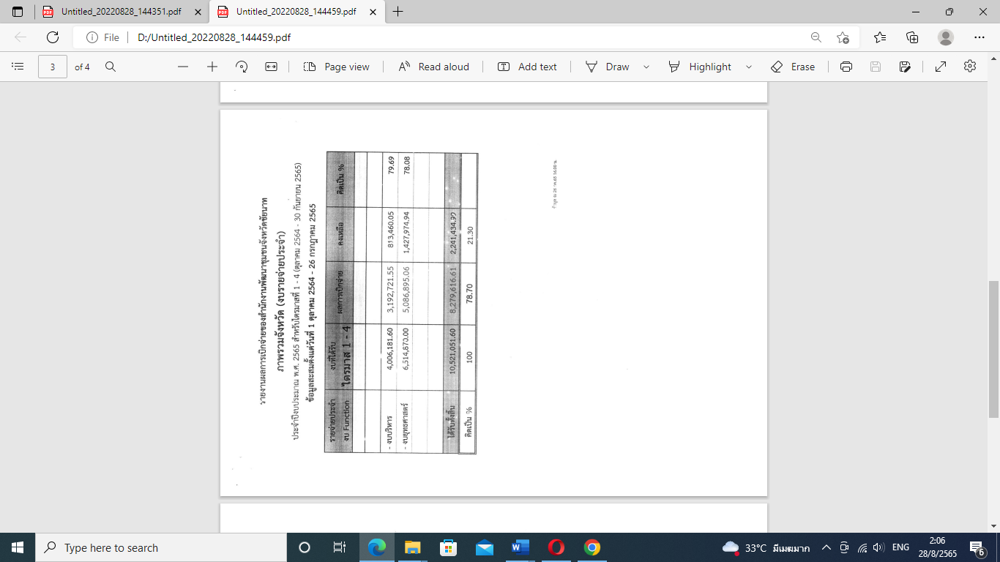 Untitled_20220828_144351.pdf
Untitled_20220828_144459.pdf
File
D:/Untitled_20220828_144459.pdf
3 of 4
Page view
Read aloud
Add text
Draw
Highlight
Erase
รายงานผลการเบิกจ่ายของสำนักงานพัฒนาชุมชนจังหวัดชัยนาท
ภาพรวมจังหวัด (งบรายจ่ายประจำ)
ประจำปีงบประมาณ พ.ศ. 2565 สำหรับไตรมาสที่ 1 - 4 (ตุลาคม 2564 - 30 กันยายน 2565)
ข้อมูลสะสมตั้งแต่วันที่ 1 ตุลาคม 2564 - 26 กรกฎาคม 2565
รายจ่ายประจำ งบที่ได้รับ ผลการเบิกจ่าย คงเหลือ คิดเป็น %
งบ Function ไตรมาส 1 - 4
- งบบริหาร 4,006,181.60 3,192,721.55 813,460.05 79.69
- งบยุทธศาสตร์ 6,514,870.00 5,086,895.06 1,427,974.94 78.08
ได้รับทั้งสิ้น 10,521,051.60 8,279,616.61 2,241,434.99
คิดเป็น % 100 78.70 21.30
Type here to search
33°C มีเมฆมาก
ENG
2:06
28/8/2565
6